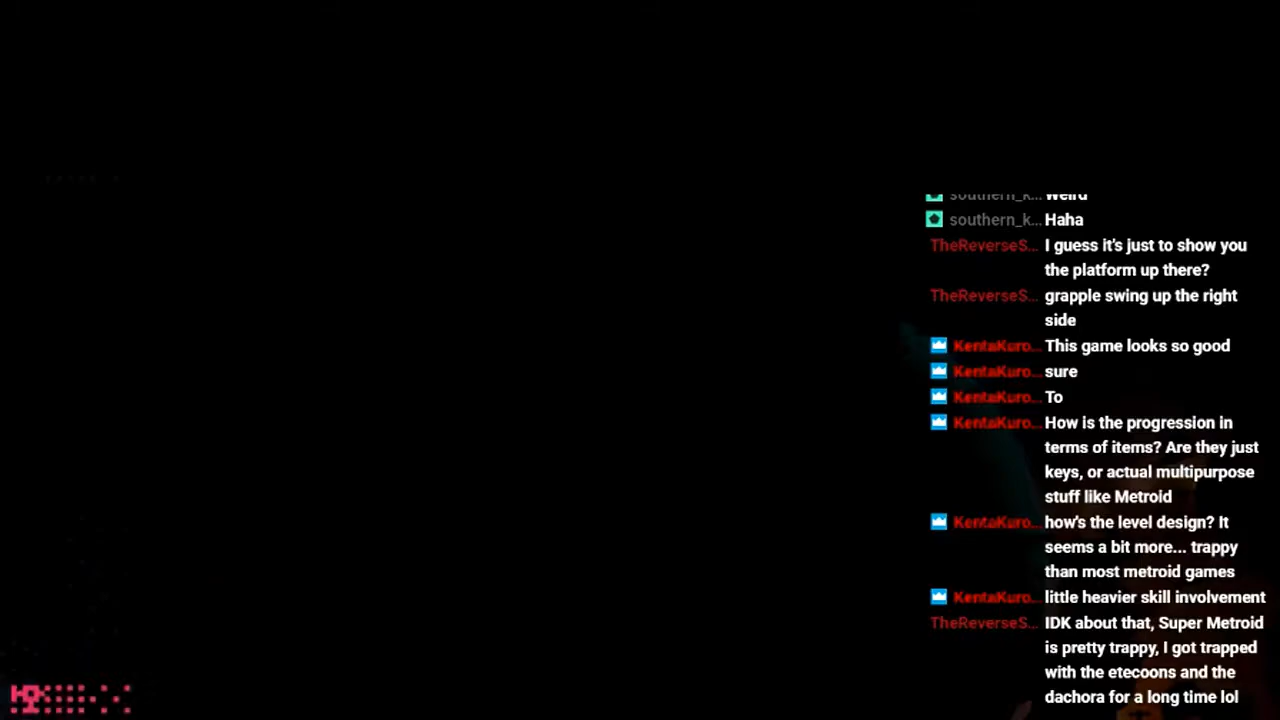 southern_k... Weird
southern_k... Haha
TheReverseS... I guess it's just to show you
the platform up there?
TheReverseS... grapple swing up the right
side
KentaKuro... This game looks so good
KentaKuro... sure
KentaKuro... To
KentaKuro... How is the progression in
terms of items? Are they just
keys, or actual multipurpose
stuff like Metroid
KentaKuro... how's the level design? It
seems a bit more... trappy
than most metroid games
KentaKuro... little heavier skill involvement
TheReverseS... IDK about that, Super Metroid
is pretty trappy, I got trapped
with the etecoons and the
dachora for a long time lol